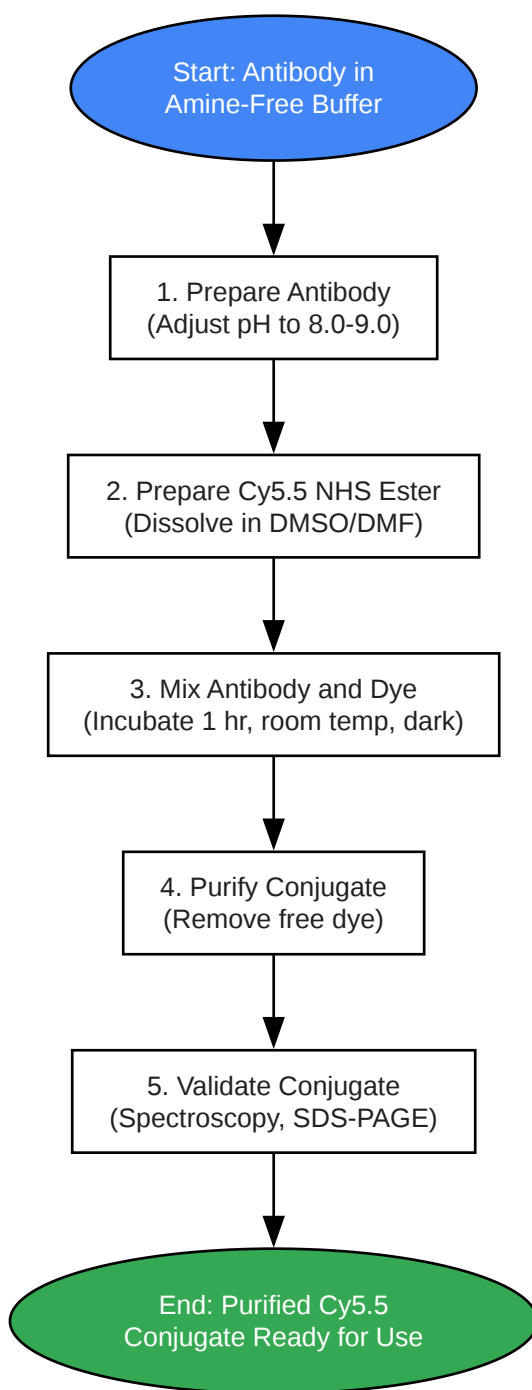 Start: Antibody in
Amine-Free Buffer
1. Prepare Antibody
(Adjust pH to 8.0-9.0)
2. Prepare Cy5.5 NHS Ester
(Dissolve in DMSO/DMF)
3. Mix Antibody and Dye
(Incubate 1 hr, room temp, dark)
4. Purify Conjugate
(Remove free dye)
5. Validate Conjugate
(Spectroscopy, SDS-PAGE)
End: Purified Cy5.5
Conjugate Ready for Use